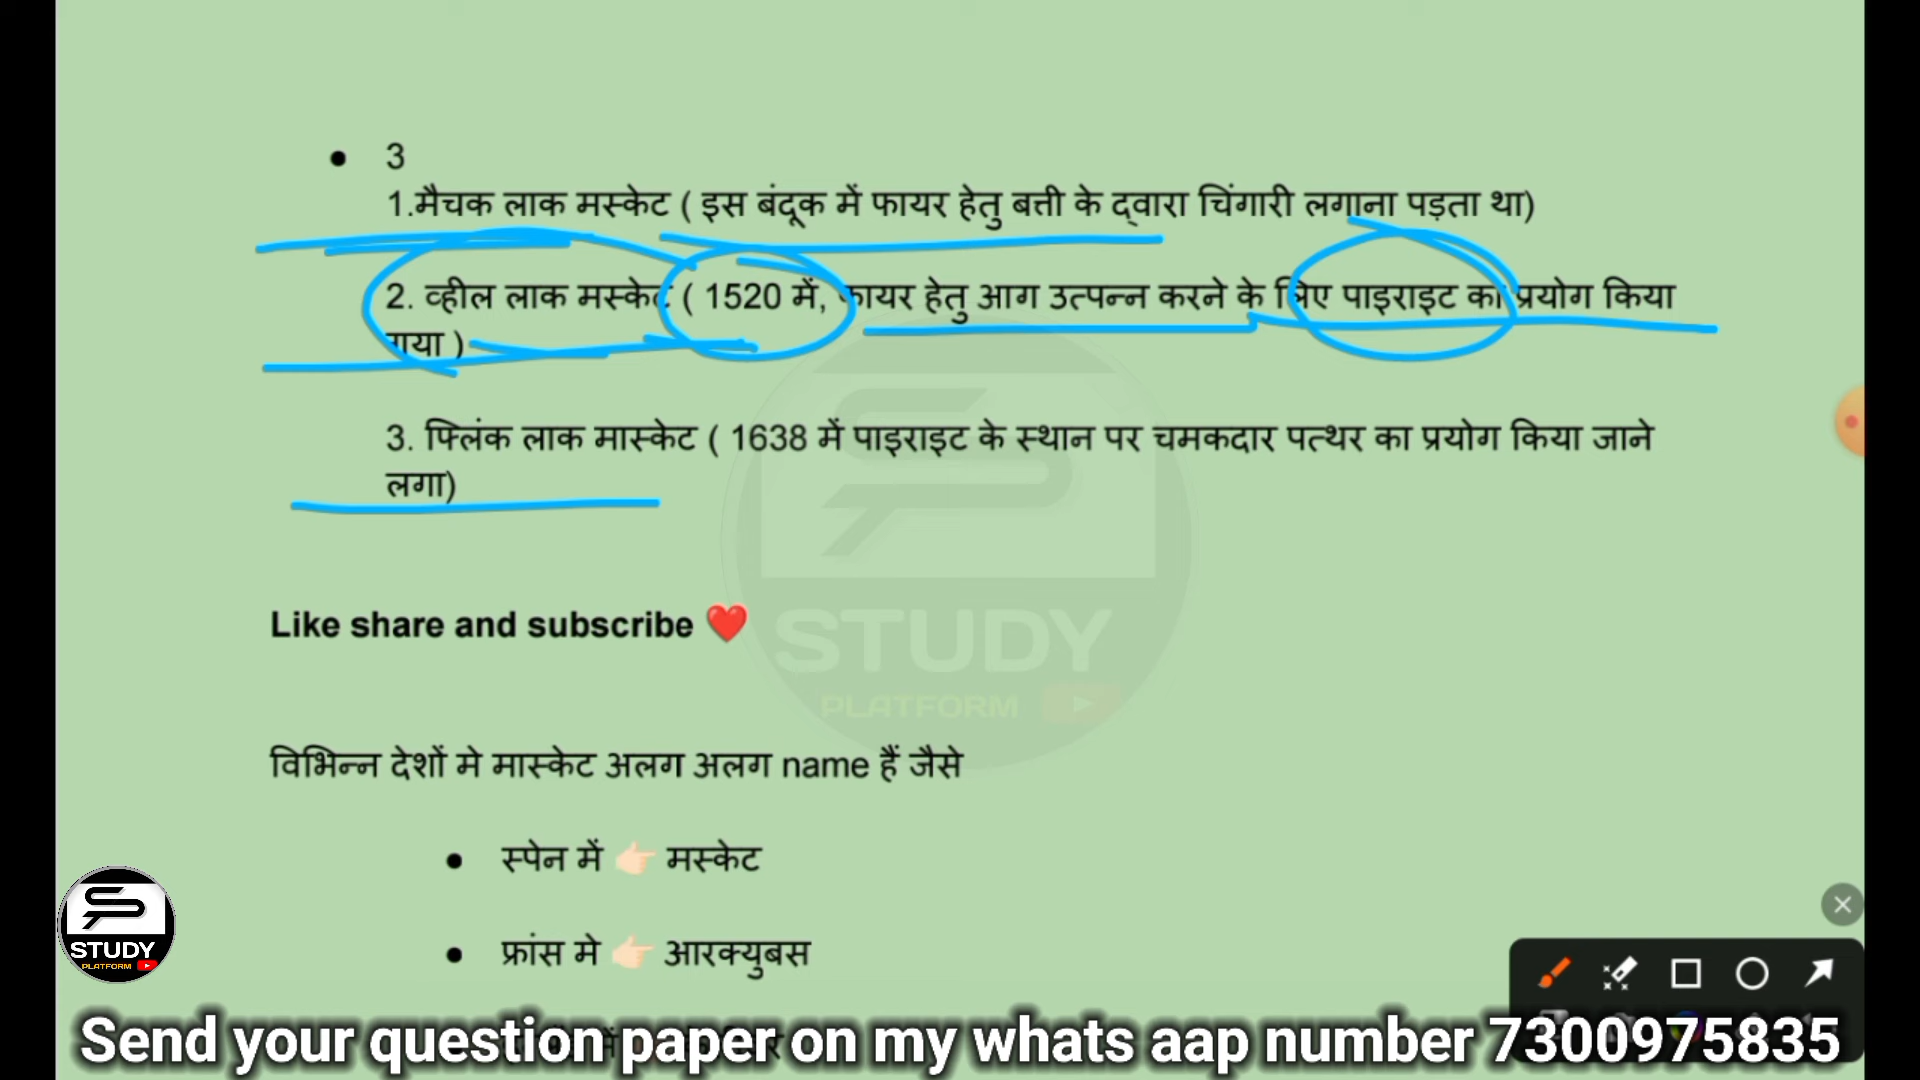 3
1.मैचक लाक मस्केट ( इस बंदूक में फायर हेतु बत्ती के द्वारा चिंगारी लगाना पड़ता था)
2. व्हील लाक मस्केट ( 1520 में, फायर हेतु आग उत्पन्न करने के लिए पाइराइट का प्रयोग किया
गया )
3. फ्लिंक लाक मास्केट ( 1638 में पाइराइट के स्थान पर चमकदार पत्थर का प्रयोग किया जाने
लगा)
Like share and subscribe ❤️
STUDY
PLATFORM
विभिन्न देशों मे मास्केट अलग अलग name हैं जैसे
स्पेन में 👉🏻 मस्केट
फ्रांस मे 👉🏻 आरक्युबस
STUDY
PLATFORM
Send your question paper on my whats aap number 7300975835